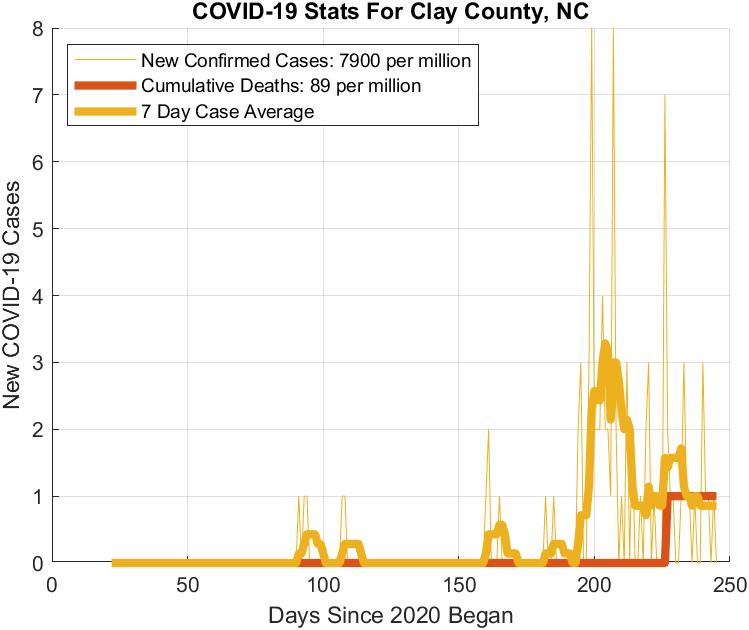 COVID-19 Stats For Clay County, NC
New Confirmed Cases: 7900 per million
Cumulative Deaths: 89 per million
7 Day Case Average
New COVID-19 Cases
8
7
6
5
4
3
2
1
0
0 50 100 150 200 250
Days Since 2020 Began